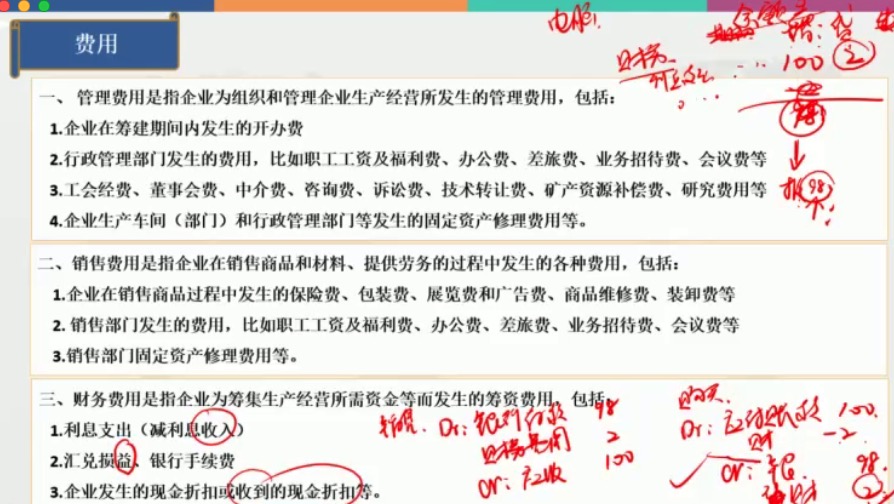 费用
电脑
100 2
98
一、 管理费用是指企业为组织和管理企业生产经营所发生的管理费用，包括：
1.企业在筹建期间内发生的开办费
2.行政管理部门发生的费用，比如职工工资及福利费、办公费、差旅费、业务招待费、会议费等
3.工会经费、董事会费、中介费、咨询费、诉讼费、技术转让费、矿产资源补偿费、研究费用等
4.企业生产车间（部门）和行政管理部门等发生的固定资产修理费用等。
二、销售费用是指企业在销售商品和材料、提供劳务的过程中发生的各种费用，包括：
1.企业在销售商品过程中发生的保险费、包装费、展览费和广告费、商品维修费、装卸费等
2. 销售部门发生的费用，比如职工工资及福利费、办公费、差旅费、业务招待费、会议费等
3.销售部门固定资产修理费用等。
三、财务费用是指企业为筹集生产经营所需资金等而发生的筹资费用，包括：
1.利息支出（减利息收入）
2.汇兑损益、银行手续费
3.企业发生的现金折扣或收到的现金折扣等。
Dr: 银行存款 98
财务费用 2
Cr: 应收 100
购买
Dr: 应付账款 100
Cr: 98
2